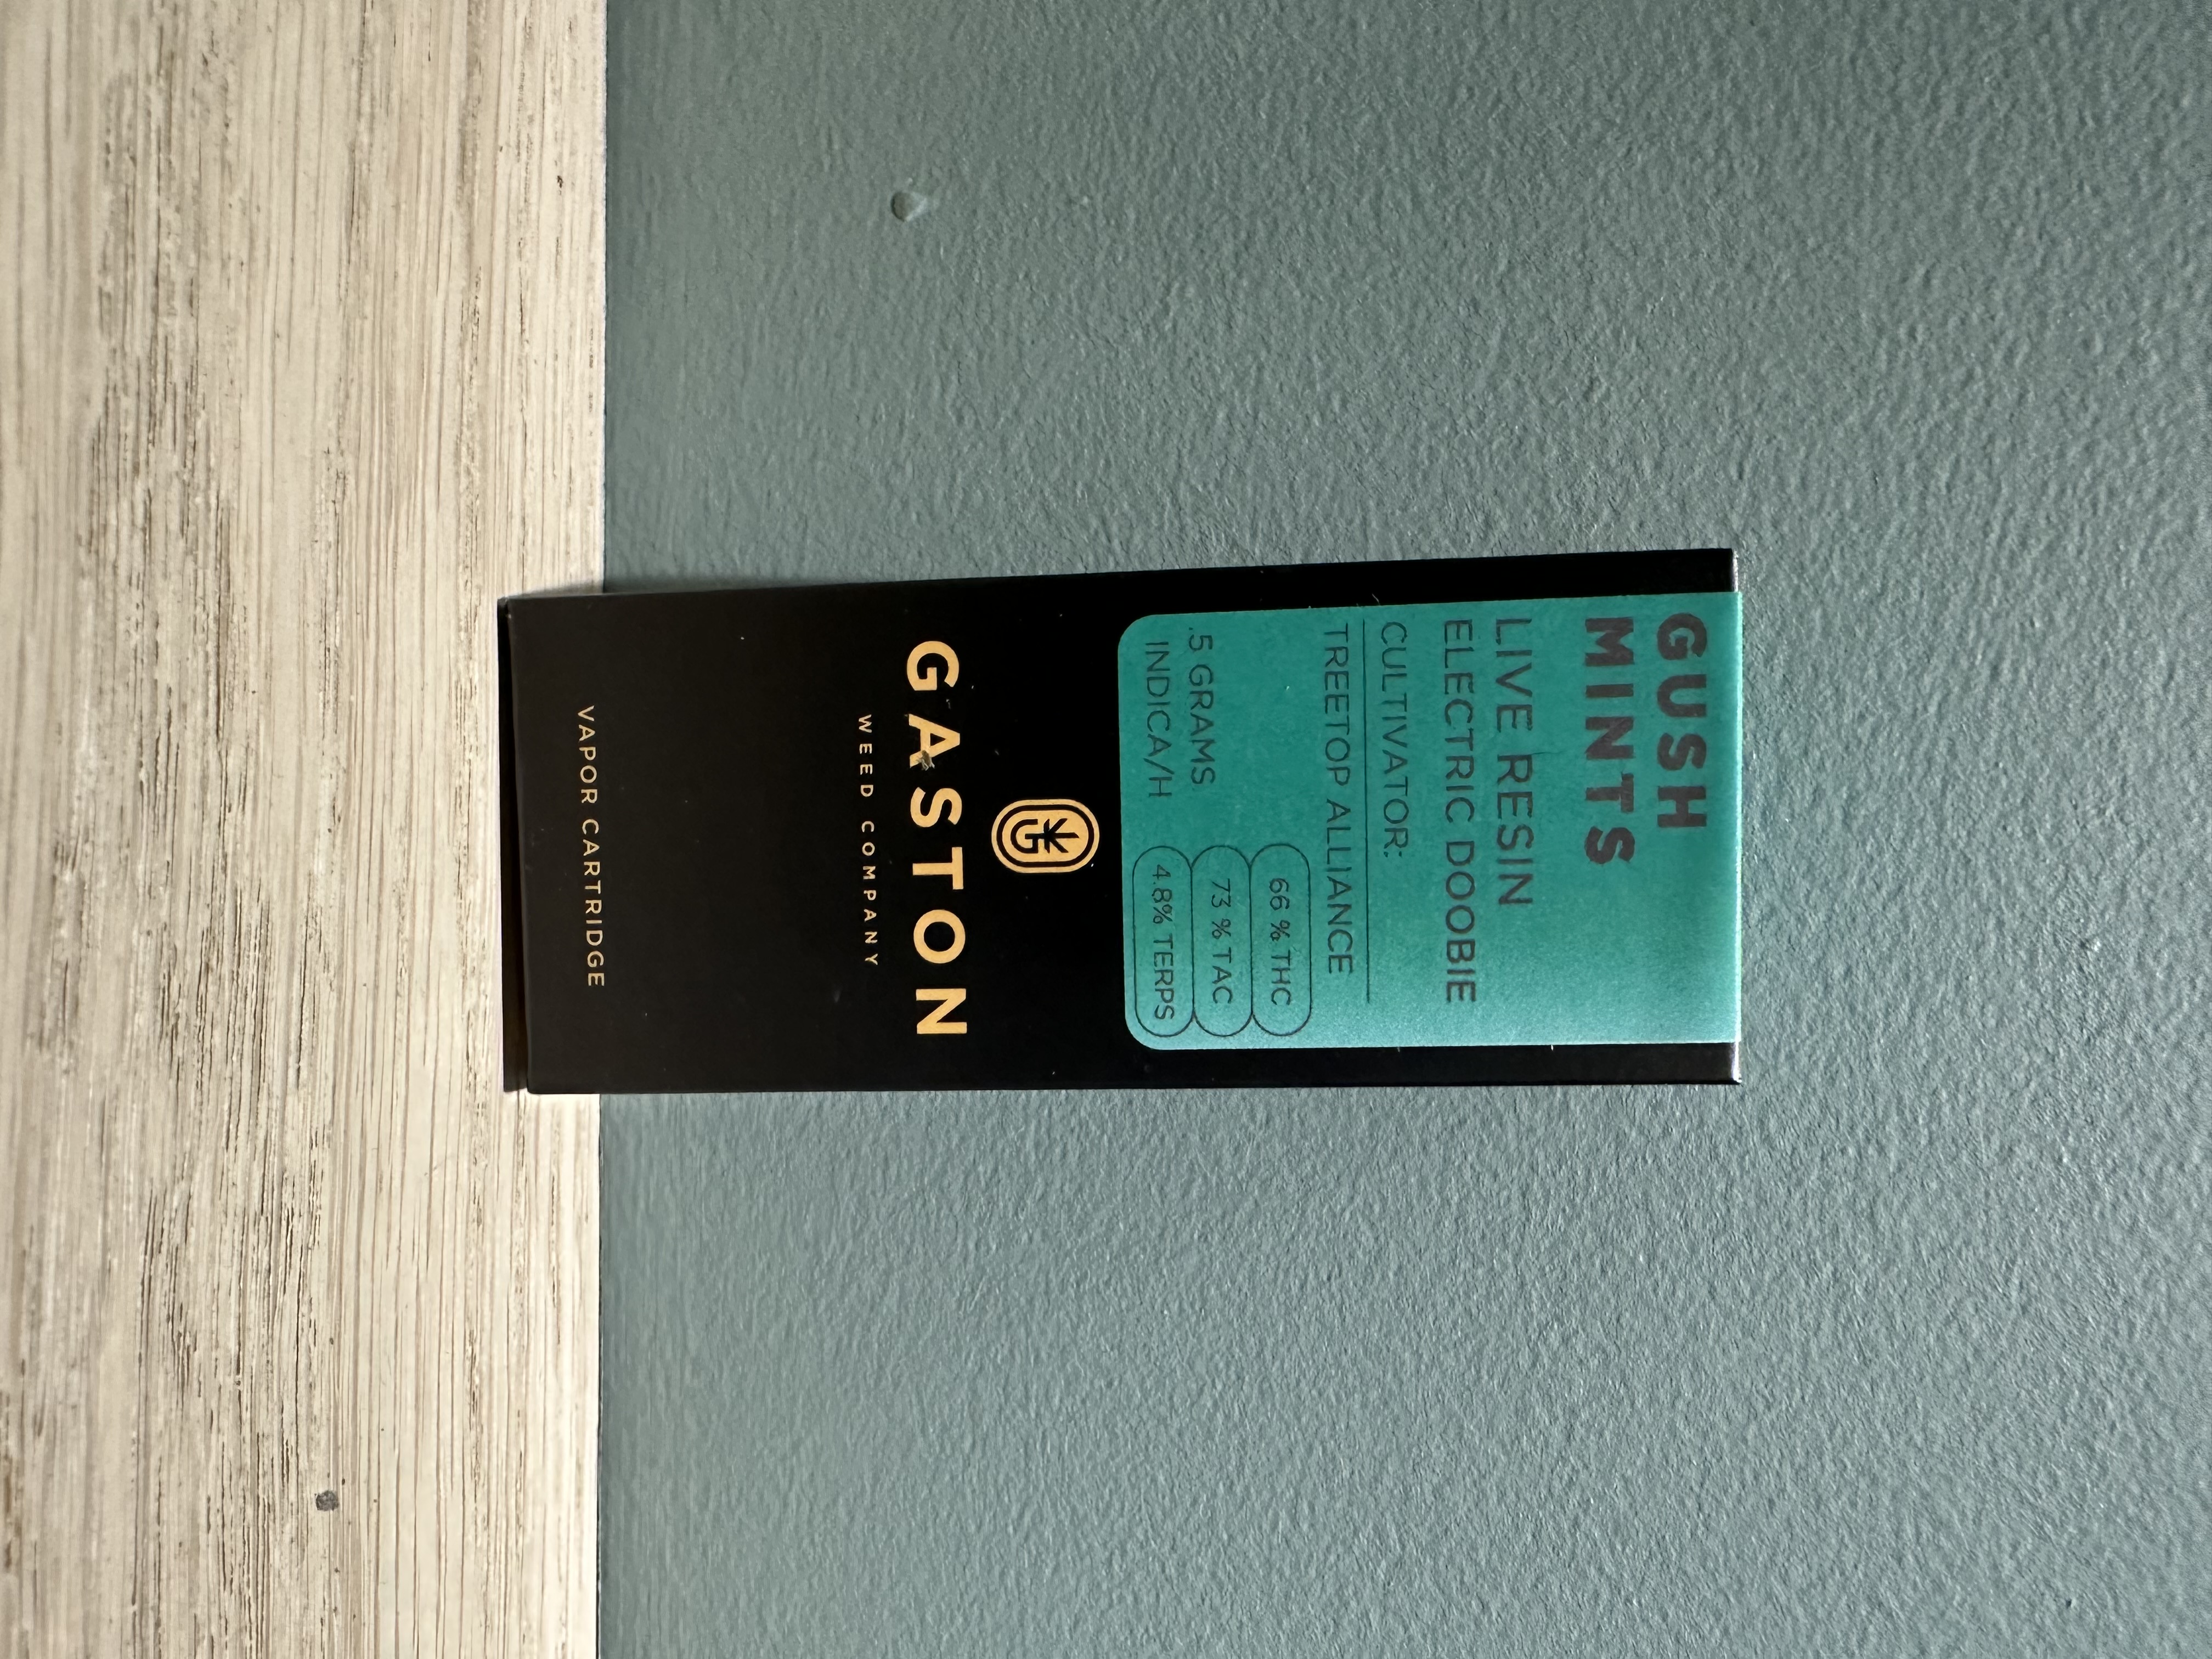 GUSH
MINTS
LIVE RESIN
ELECTRIC DOOBIE
CULTIVATOR:
TREETOP ALLIANCE
66 % THC
.5 GRAMS
73 % TAC
INDICA/H
4.8% TERPS
GASTON
WEED COMPANY
VAPOR CARTRIDGE